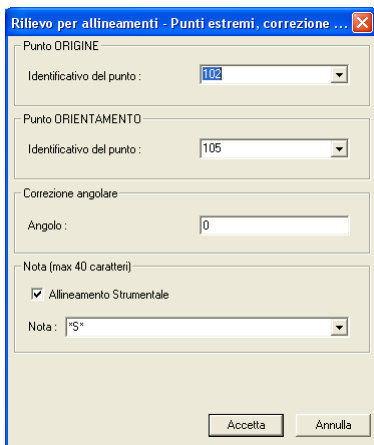 Rilievo per allineamenti - Punti estremi, correzione ...
Punto ORIGINE
Identificativo del punto : 102
Punto ORIENTAMENTO
Identificativo del punto : 105
Correzione angolare
Angolo : 0
Nota (max 40 caratteri)
Allineamento Strumentale
Nota : *S*
Accetta Annulla